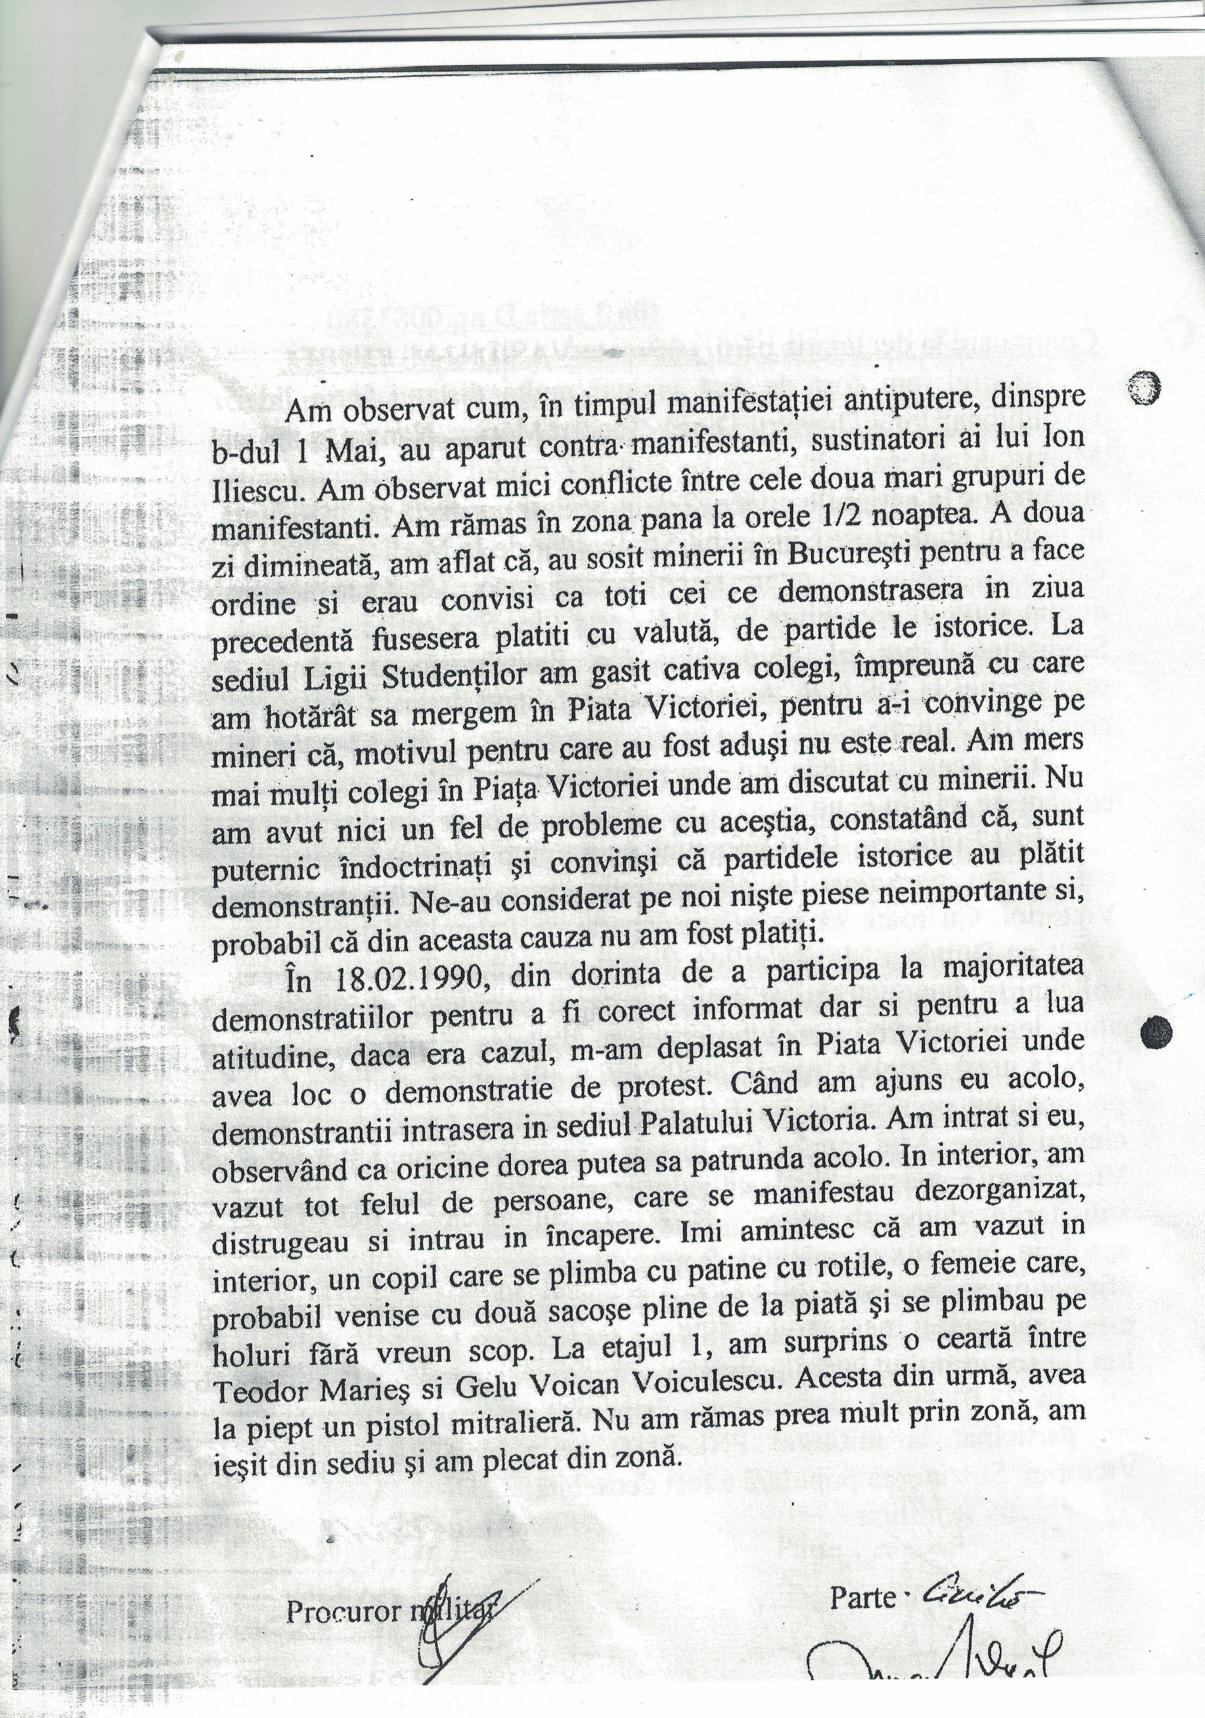 Am observat cum, în timpul manifestaţiei antiputere, dinspre
b-dul 1 Mai, au aparut contra manifestanti, sustinatori ai lui Ion
Iliescu. Am observat mici conflicte între cele doua mari grupuri de
manifestanti. Am rămas în zona pana la orele 1/2 noaptea. A doua
zi dimineată, am aflat că, au sosit minerii în Bucureşti pentru a face
ordine si erau convisi ca toti cei ce demonstrasera in ziua
precedentă fusesera platiti cu valută, de partide le istorice. La
sediul Ligii Studenţilor am gasit cativa colegi, împreună cu care
am hotărât sa mergem în Piata Victoriei, pentru a-i convinge pe
mineri că, motivul pentru care au fost aduşi nu este real. Am mers
mai mulţi colegi în Piaţa Victoriei unde am discutat cu minerii. Nu
am avut nici un fel de probleme cu aceştia, constatând că, sunt
puternic îndoctrinaţi şi convinşi că partidele istorice au plătit
demonstranţii. Ne-au considerat pe noi nişte piese neimportante si,
probabil că din aceasta cauza nu am fost platiţi.
În 18.02.1990, din dorinta de a participa la majoritatea
demonstratiilor pentru a fi corect informat dar si pentru a lua
atitudine, daca era cazul, m-am deplasat în Piata Victoriei unde
avea loc o demonstratie de protest. Când am ajuns eu acolo,
demonstrantii intrasera in sediul Palatului Victoria. Am intrat si eu,
observând ca oricine dorea putea sa patrunda acolo. In interior, am
vazut tot felul de persoane, care se manifestau dezorganizat,
distrugeau si intrau in încapere. Imi amintesc că am vazut in
interior, un copil care se plimba cu patine cu rotile, o femeie care,
probabil venise cu două sacoşe pline de la piată şi se plimbau pe
holuri fără vreun scop. La etajul 1, am surprins o ceartă între
Teodor Marieş si Gelu Voican Voiculescu. Acesta din urmă, avea
la piept un pistol mitralieră. Nu am rămas prea mult prin zonă, am
ieşit din sediu şi am plecat din zonă.
Procuror militar
Parte